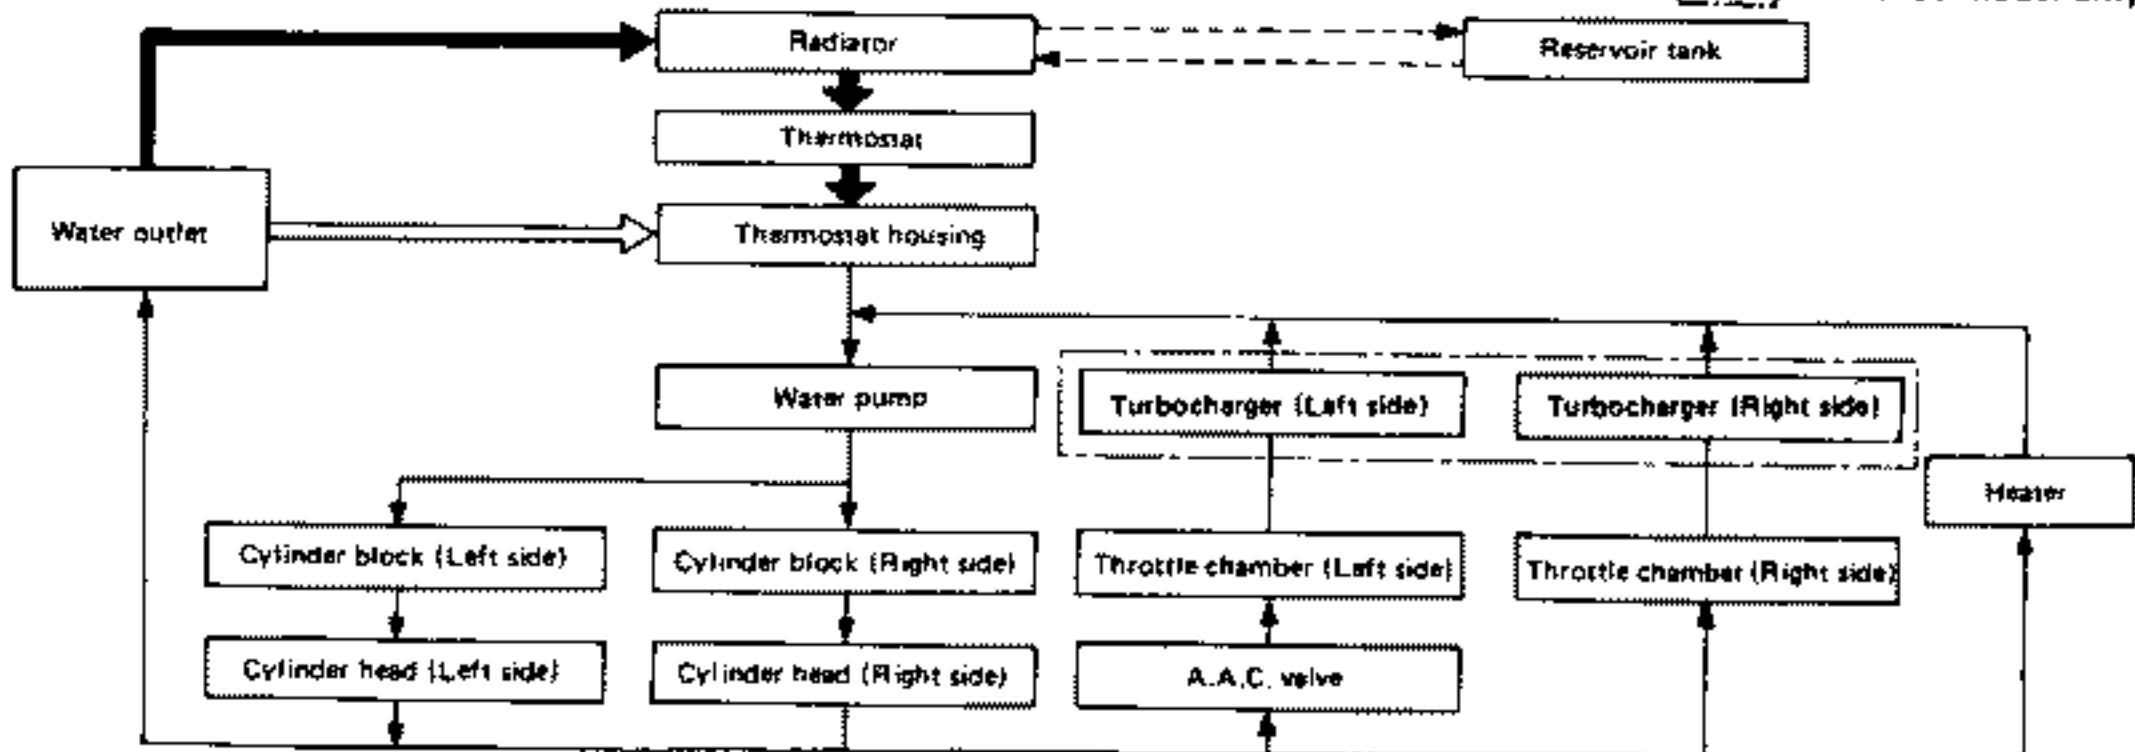 Radiator
Reservoir tank
Thermostat
Water outlet
Thermostat housing
Water pump
Turbocharger (Left side)
Turbocharger (Right side)
Heater
Cylinder block (Left side)
Cylinder block (Right side)
Throttle chamber (Left side)
Throttle chamber (Right side)
Cylinder head (Left side)
Cylinder head (Right side)
A.A.C. valve